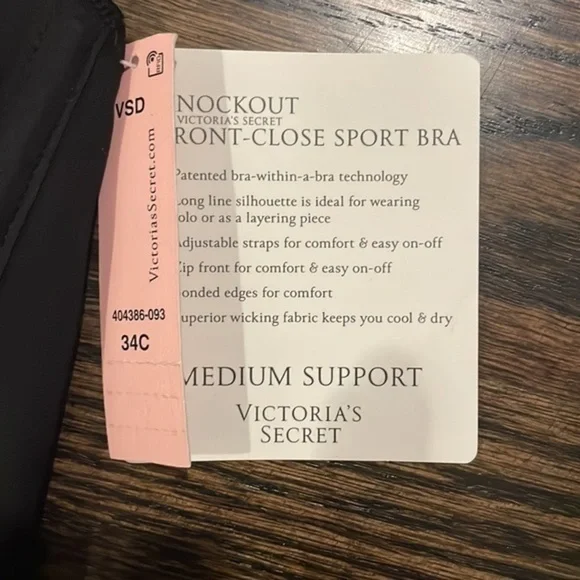 VSD
VictoriasSecret.com
404386-093
34C
NOCKOUT
VICTORIA'S SECRET
RONT-CLOSE SPORT BRA
Patented bra-within-a-bra technology
ong line silhouette is ideal for wearing
olo or as a layering piece
Adjustable straps for comfort & easy on-off
ip front for comfort & easy on-off
onded edges for comfort
uperior wicking fabric keeps you cool & dry
MEDIUM SUPPORT
VICTORIA'S
SECRET